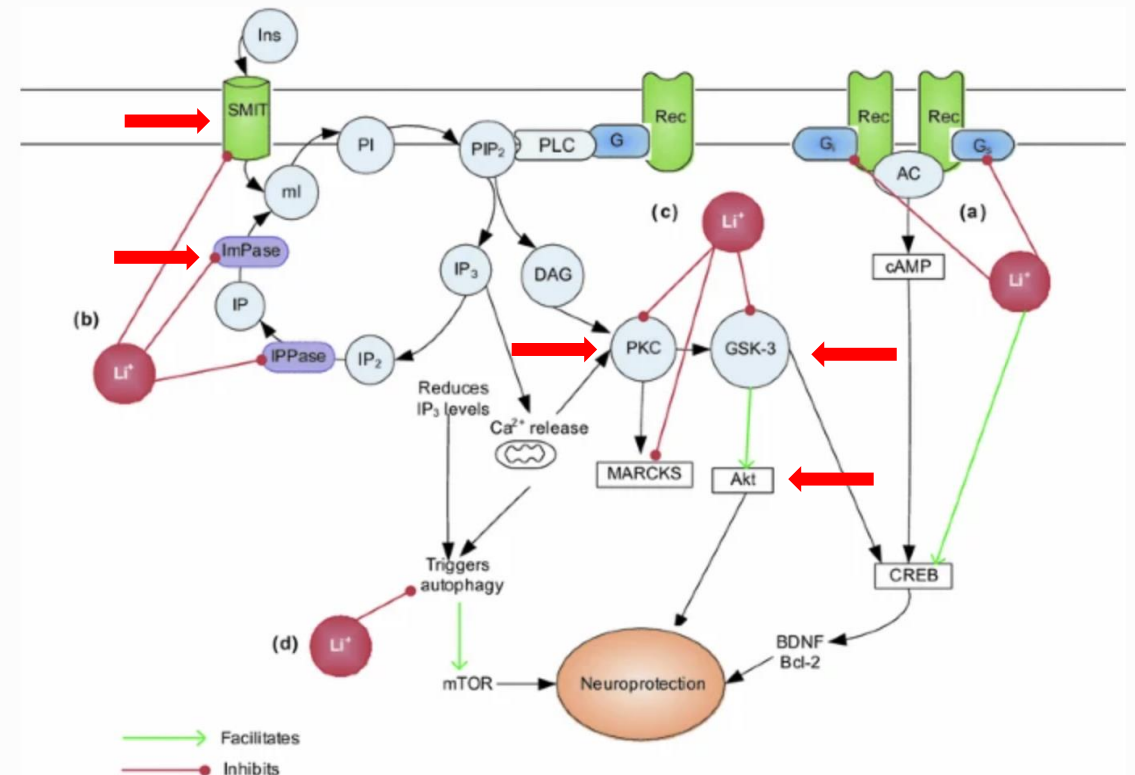 Ins
SMIT
PI
PIP₂
PLC
G
Rec
Gᵢ
Rec
Rec
Gₛ
AC
mI
(c)
Li⁺
(a)
ImPase
IP₃
DAG
cAMP
Li⁺
IP
(b)
Li⁺
IPPase
IP₂
PKC
GSK-3
Reduces
IP₃ levels
Ca²⁺ release
MARCKS
Akt
Triggers
autophagy
CREB
(d)
Li⁺
BDNF
Bcl-2
mTOR
Neuroprotection
Facilitates
Inhibits